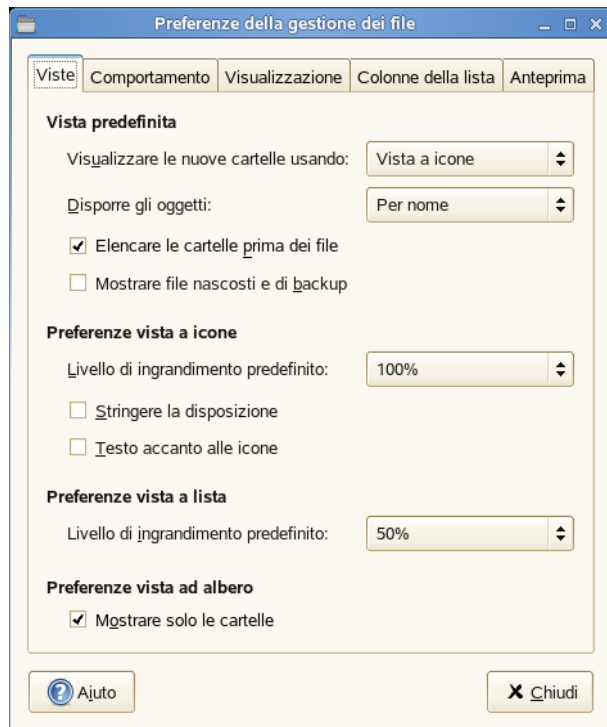 Preferenze della gestione dei file
Viste Comportamento Visualizzazione Colonne della lista Anteprima
Vista predefinita
Visualizzare le nuove cartelle usando: Vista a icone
Disporre gli oggetti: Per nome
Elencare le cartelle prima dei file
Mostrare file nascosti e di backup
Preferenze vista a icone
Livello di ingrandimento predefinito: 100%
Stringere la disposizione
Testo accanto alle icone
Preferenze vista a lista
Livello di ingrandimento predefinito: 50%
Preferenze vista ad albero
Mostrare solo le cartelle
Aiuto Chiudi